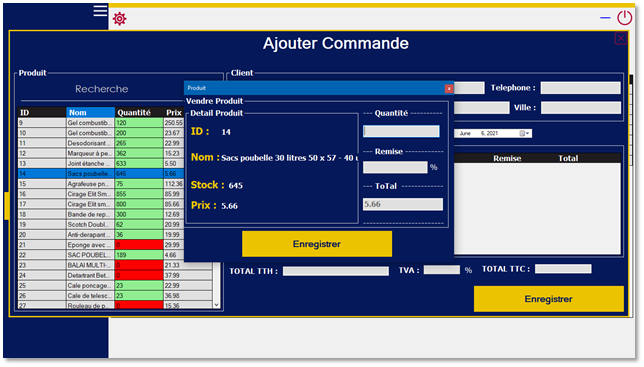 Ajouter Commande
Produit
Recherche
ID Nom Quantité Prix
9 Gel combustib... 120 250.55
10 Gel combustib... 200 23.67
11 Desodorisant... 265 22.99
12 Marqueur à pe... 362 15.23
13 Joint étanche ... 633 5.50
14 Sacs poubelle... 645 5.66
15 Agrafeuse pn... 75 112.36
16 Cirage Elit Sm... 855 85.99
17 Cirage Elit sm... 800 85.66
18 Bande de rep... 300 12.69
19 Scotch Doubl... 62 20.99
20 Anti-derapant ... 36 19.99
21 Eponge avec ... 29.99
22 SAC POUBEL... 189 4.66
23 BALAI MULTI-... 21.33
24 Detartrant Bet... 37.99
25 Cale poncage... 23 22.99
26 Cale de telesc... 23 36.98
27 Rouleau de p... 15.36
Client
Telephone :
Ville :
June 6, 2021
Remise Total
Produit
Vendre Produit
Detail Produit
ID : 14
Nom : Sacs poubelle 30 litres 50 x 57 - 40 u
Stock : 645
Prix : 5.66
Quantité
Remise
%
ToTal
5.66
Enregistrer
TOTAL TTH :
TVA : %
TOTAL TTC :
Enregistrer